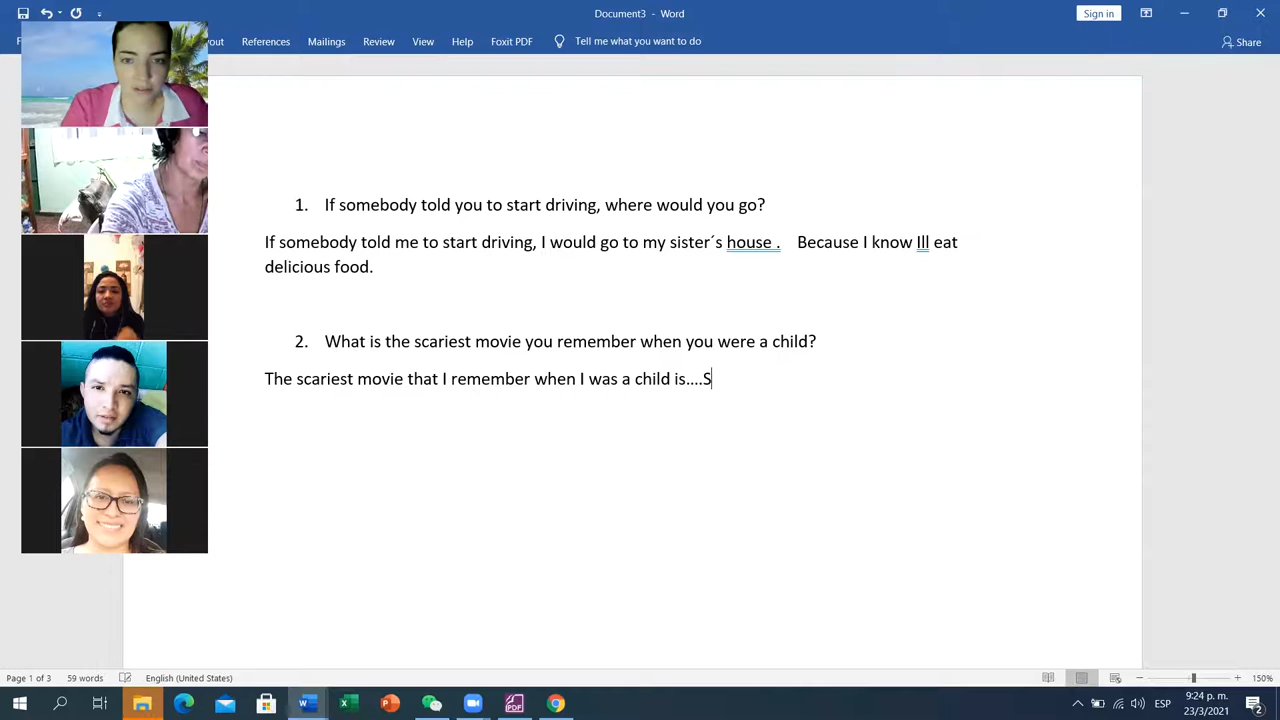 Document3 - Word
Sign in
out References Mailings Review View Help Foxit PDF Tell me what you want to do Share
1. If somebody told you to start driving, where would you go?
If somebody told me to start driving, I would go to my sister´s house . Because I know Ill eat
delicious food.
2. What is the scariest movie you remember when you were a child?
The scariest movie that I remember when I was a child is....S
Page 1 of 3 59 words English (United States) 150%
9:24 p. m.
ESP
23/3/2021
2